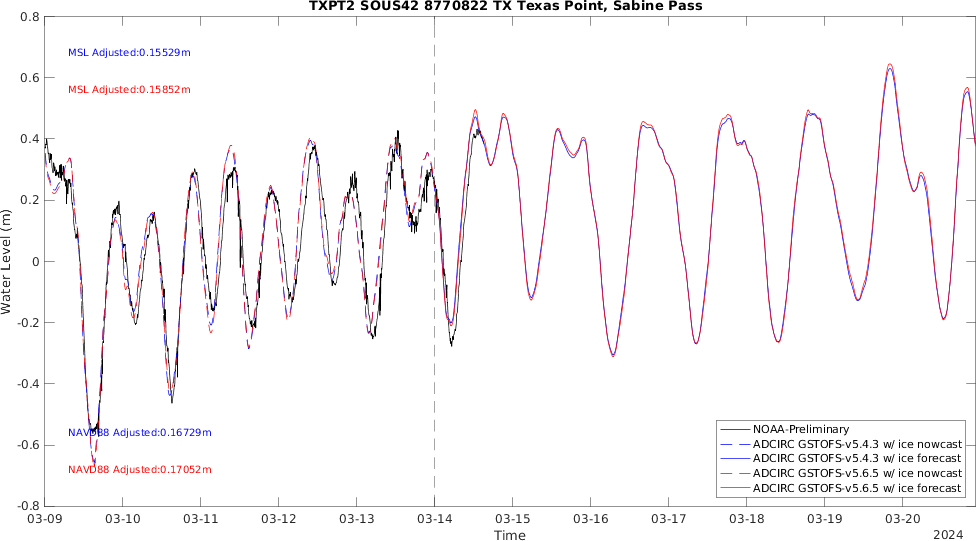 TXPT2 SOUS42 8770822 TX Texas Point, Sabine Pass
0.8
0.6
0.4
0.2
0
-0.2
-0.4
-0.6
-0.8
Water Level (m)
MSL Adjusted:0.15529m
MSL Adjusted:0.15852m
NAVD88 Adjusted:0.16729m
NAVD88 Adjusted:0.17052m
NOAA-Preliminary
ADCIRC GSTOFS-v5.4.3 w/ ice nowcast
ADCIRC GSTOFS-v5.4.3 w/ ice forecast
ADCIRC GSTOFS-v5.6.5 w/ ice nowcast
ADCIRC GSTOFS-v5.6.5 w/ ice forecast
03-09 03-10 03-11 03-12 03-13 03-14 03-15 03-16 03-17 03-18 03-19 03-20
Time
2024